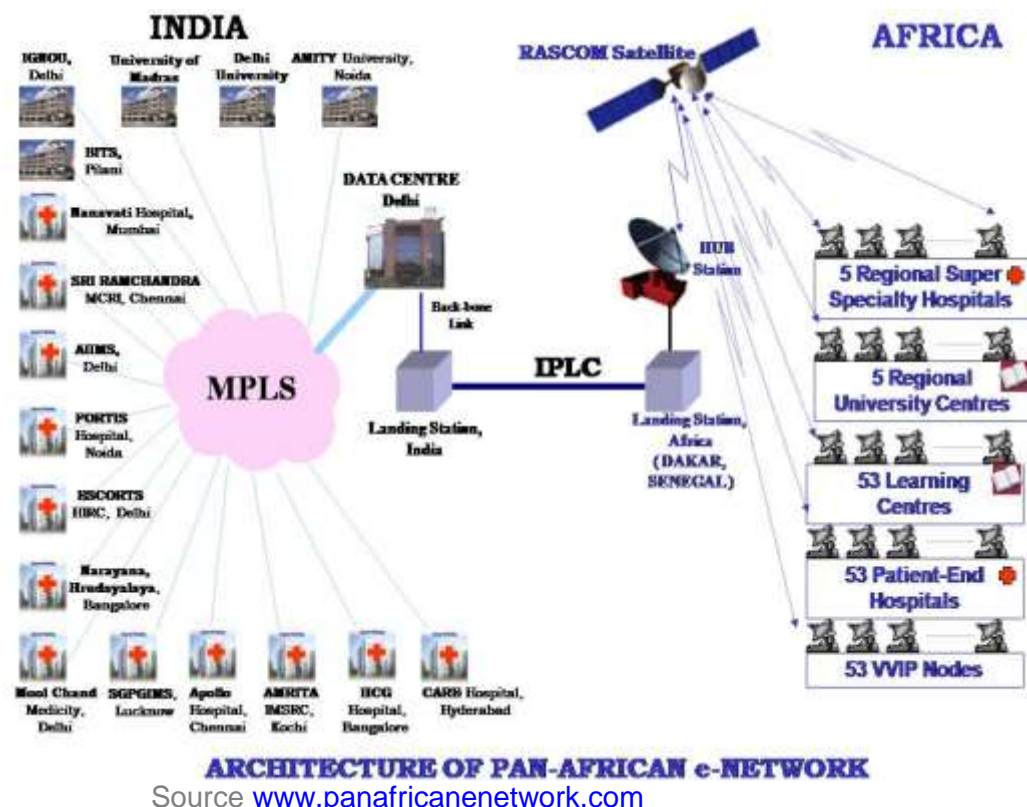 INDIA
AFRICA
RASCOM Satellite
IGNOU,
Delhi
University of
Madras
Delhi
University
AMITY University,
Noida
BITS,
Pilani
DATA CENTRE
Delhi
Nanavati Hospital,
Mumbai
HUB
Station
SRI RAMCHANDRA
MCRI, Chennai
Back-bone
Link
5 Regional Super
Specialty Hospitals
AIIMS,
Delhi
MPLS
IPLC
5 Regional
University Centres
FORTIS
Hospital,
Noida
Landing Station,
India
Landing Station,
Africa
(DAKAR,
SENEGAL)
53 Learning
Centres
ESCORTS
HIRC, Delhi
Narayana,
Hrudayalaya,
Bangalore
53 Patient-End
Hospitals
53 VVIP Nodes
Mool Chand
Medicity,
Delhi
SGPGIMS,
Lucknow
Apollo
Hospital,
Chennai
AMRITA
IMSRC,
Kochi
HCG
Hospital,
Bangalore
CARE Hospital,
Hyderabad
ARCHITECTURE OF PAN-AFRICAN e-NETWORK
Source www.panafricanenetwork.com